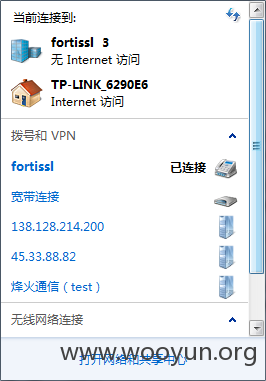 当前连接到:
fortissl 3
无 Internet 访问
TP-LINK_6290E6
Internet 访问
拨号和 VPN
fortissl 已连接
宽带连接
138.128.214.200
45.33.88.82
烽火通信（test）
无线网络连接
打开网络和共享中心
www.wooyun.org